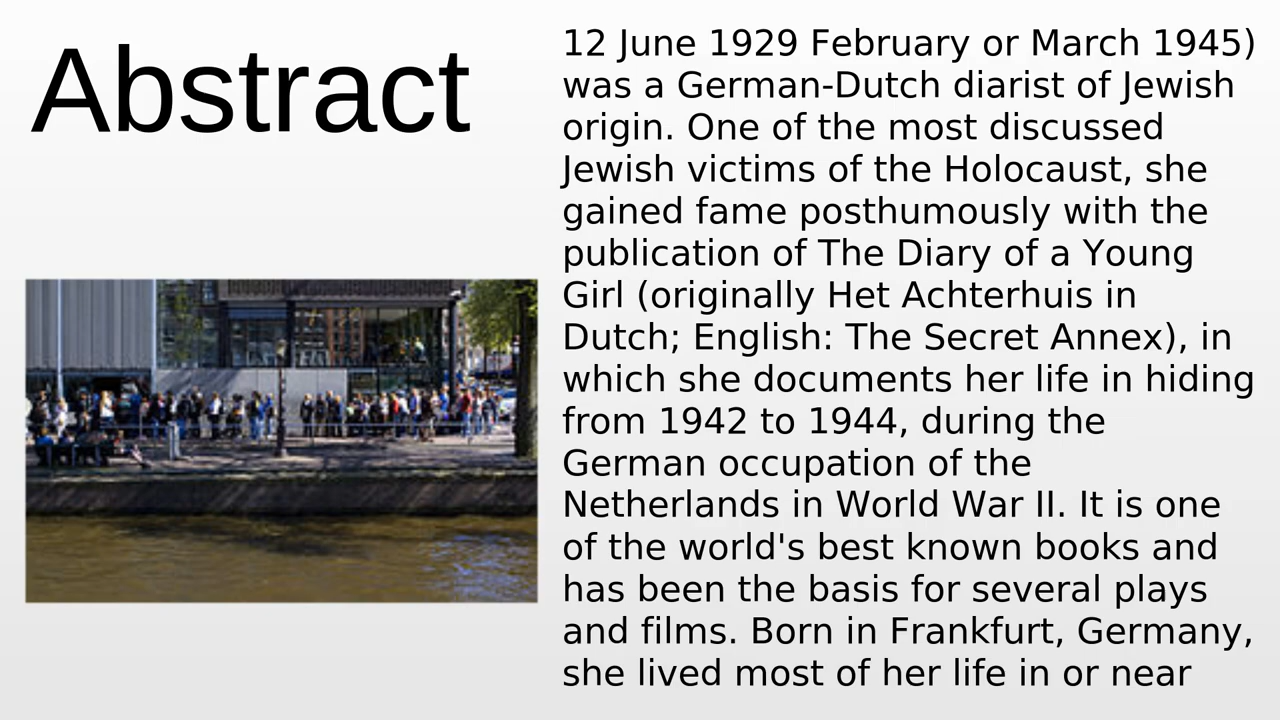 Abstract
12 June 1929 February or March 1945)
was a German-Dutch diarist of Jewish
origin. One of the most discussed
Jewish victims of the Holocaust, she
gained fame posthumously with the
publication of The Diary of a Young
Girl (originally Het Achterhuis in
Dutch; English: The Secret Annex), in
which she documents her life in hiding
from 1942 to 1944, during the
German occupation of the
Netherlands in World War II. It is one
of the world's best known books and
has been the basis for several plays
and films. Born in Frankfurt, Germany,
she lived most of her life in or near